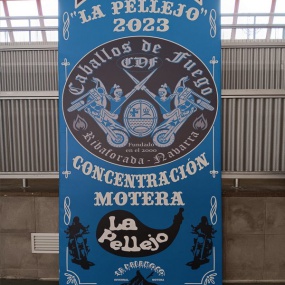 "LA PELLEJO"
2023
Caballos de Fuego
CDF
Fundado
en el 2000
Ribaforada - Navarra
CONCENTRACIÓN
MOTERA
La
Pellejo